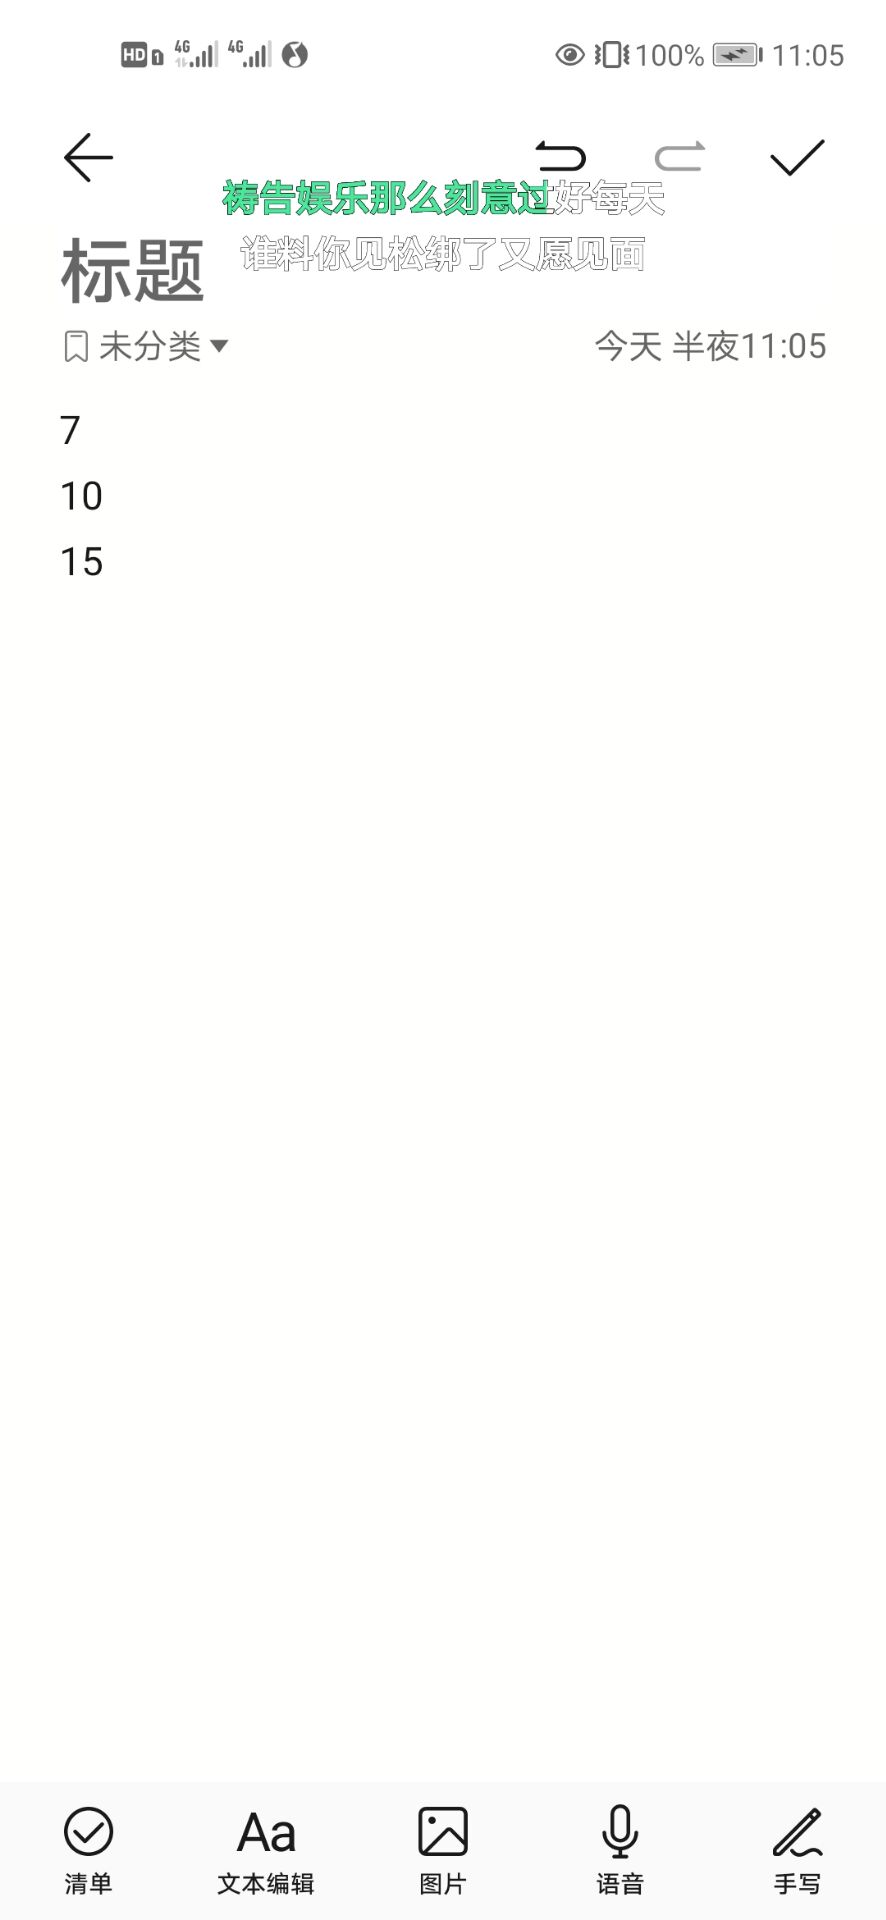 HD 1 4G 4G 100% 11:05
祷告娱乐那么刻意过好每天
谁料你见松绑了又愿见面
标题
未分类 今天 半夜11:05
7
10
15
Aa
清单 文本编辑 图片 语音 手写